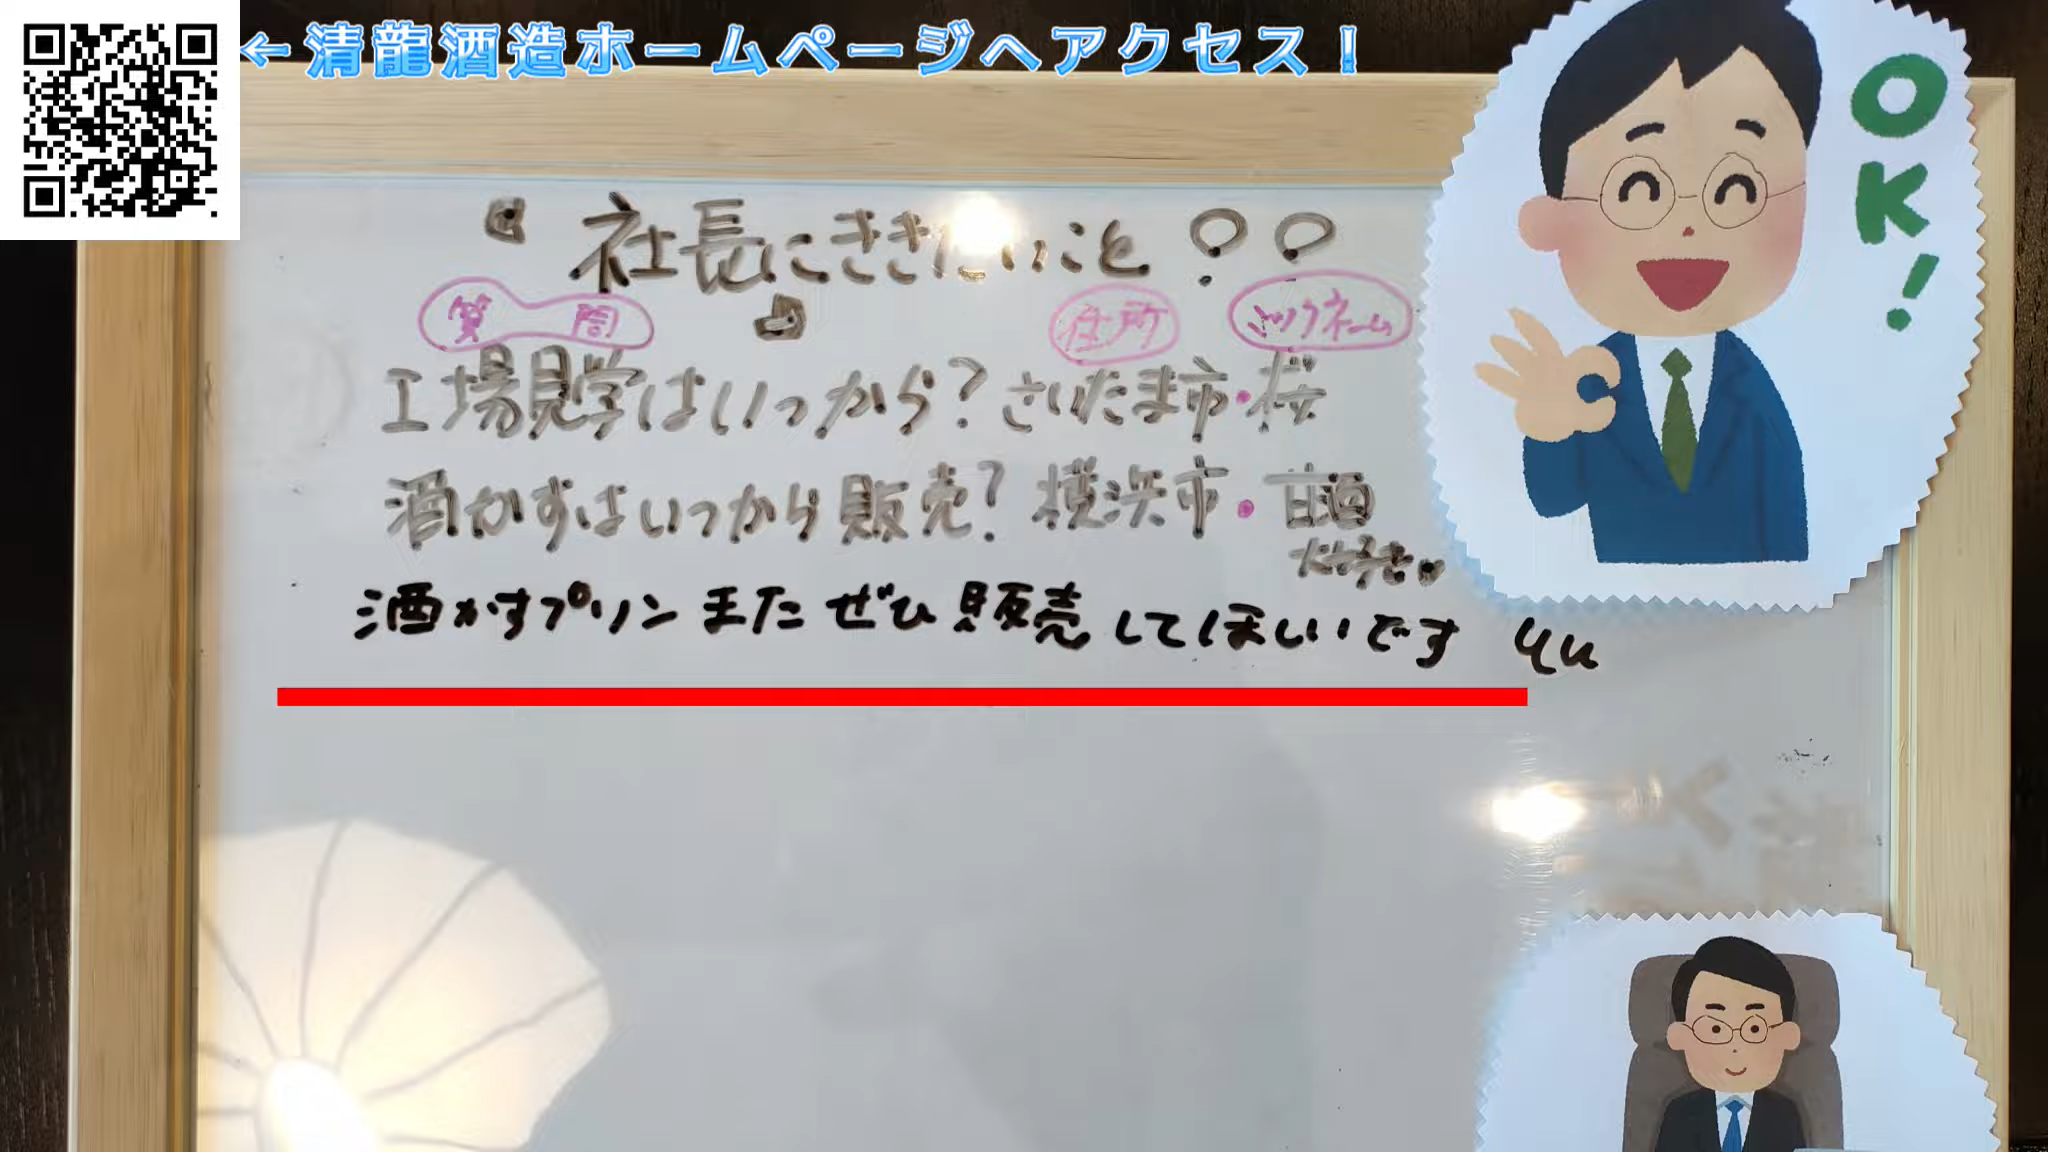 ←清龍酒造ホームページへアクセス！
「社長にききたいこと??」
質問 住所 ニックネーム
工場見学はいつから？さいたま市・桜
酒かすはいつから販売？横浜市・甘酒
大好き
酒かすプリンまたぜひ販売してほしいです
OK!